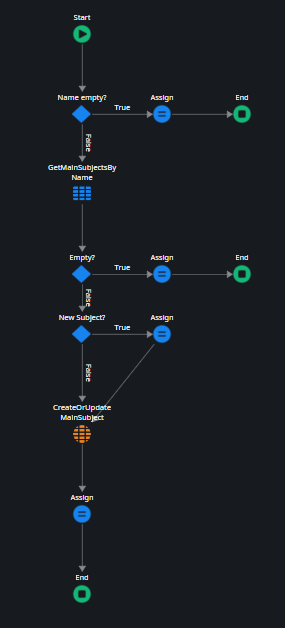 Start
Name empty?
Assign
End
True
False
GetMainSubjectsBy
Name
Empty?
Assign
End
True
False
New Subject?
Assign
True
False
CreateOrUpdate
MainSubject
Assign
End